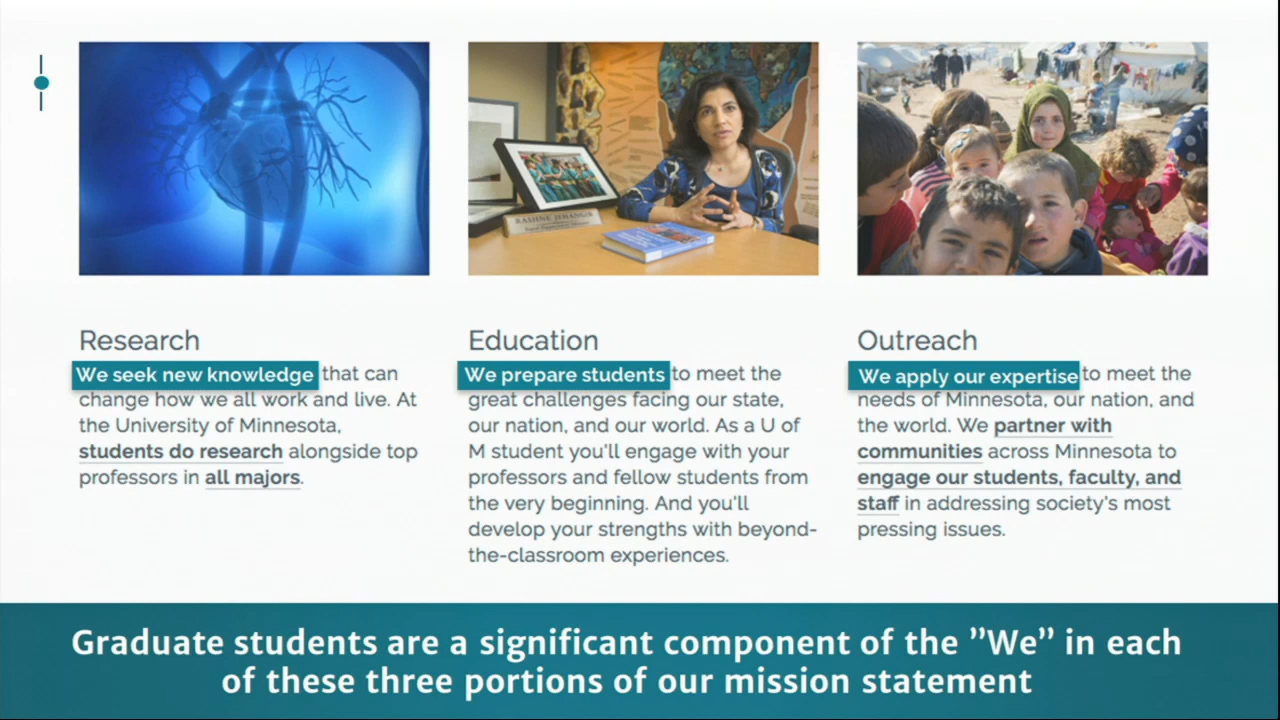 RASHNE JEHANGIR
Research
We seek new knowledge that can
change how we all work and live. At
the University of Minnesota,
students do research alongside top
professors in all majors.
Education
We prepare students to meet the
great challenges facing our state,
our nation, and our world. As a U of
M student you'll engage with your
professors and fellow students from
the very beginning. And you'll
develop your strengths with beyond-
the-classroom experiences.
Outreach
We apply our expertise to meet the
needs of Minnesota, our nation, and
the world. We partner with
communities across Minnesota to
engage our students, faculty, and
staff in addressing society's most
pressing issues.
Graduate students are a significant component of the ”We” in each
of these three portions of our mission statement